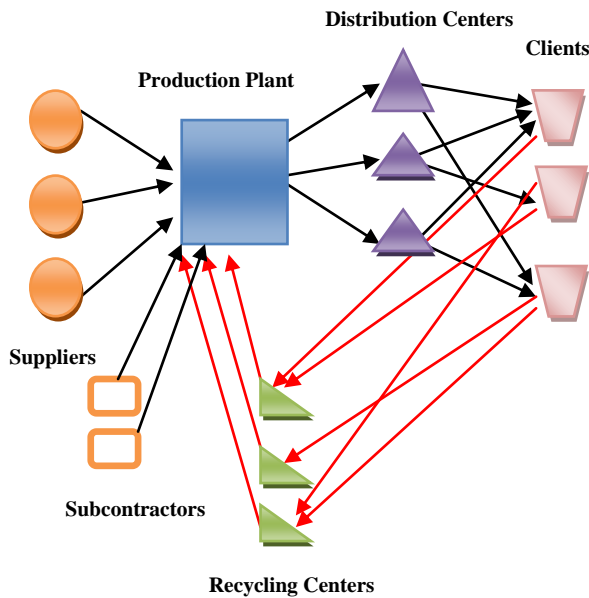 Distribution Centers
Clients
Production Plant
Suppliers
Subcontractors
Recycling Centers